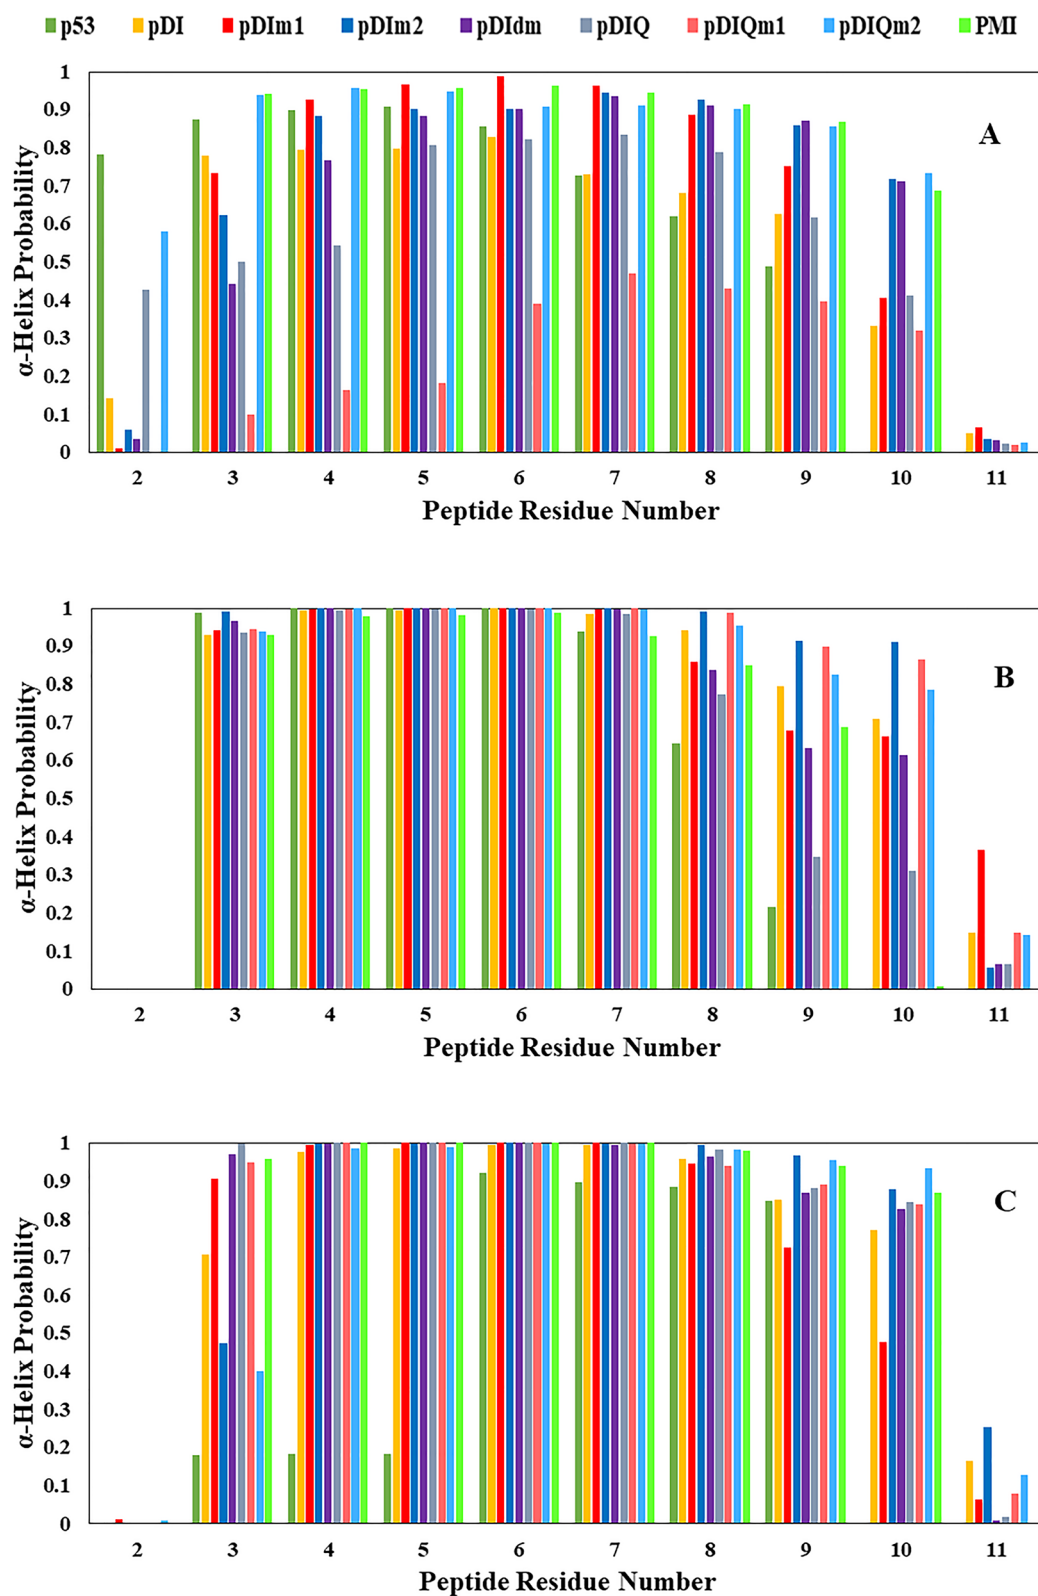 p53 pDI pDIm1 pDIm2 pDIdm pDIQ pDIQm1 pDIQm2 PMI
1
0.9
0.8
0.7
0.6
0.5
0.4
0.3
0.2
0.1
0
α-Helix Probability
A
2 3 4 5 6 7 8 9 10 11
Peptide Residue Number
1
0.9
0.8
0.7
0.6
0.5
0.4
0.3
0.2
0.1
0
α-Helix Probability
B
2 3 4 5 6 7 8 9 10 11
Peptide Residue Number
1
0.9
0.8
0.7
0.6
0.5
0.4
0.3
0.2
0.1
0
α-Helix Probability
C
2 3 4 5 6 7 8 9 10 11
Peptide Residue Number